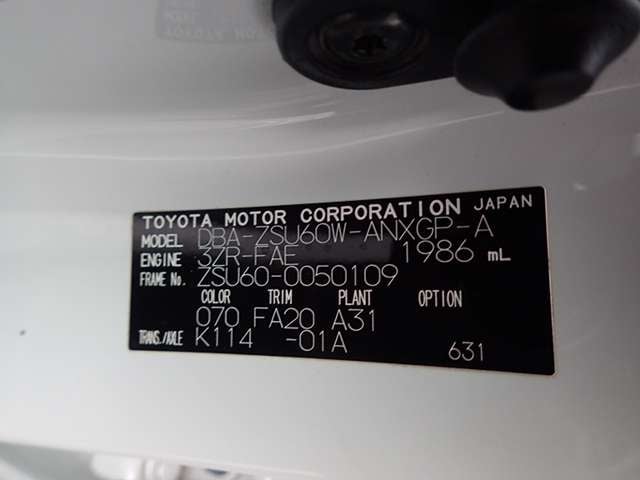 TOYOTA MOTOR CORPORATION JAPAN
MODEL DBA-ZSU60W-ANXGP-A
ENGINE 3ZR-FAE 1986 mL
FRAME No. ZSU60-0050109
COLOR TRIM PLANT OPTION
070 FA20 A31
TRANS./AXLE K114 -01A
631